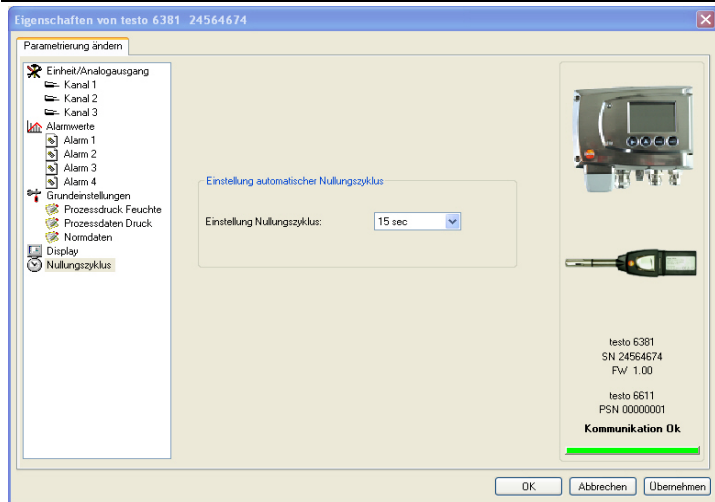 Eigenschaften von testo 6381 24564674
Parametrierung ändern
Einheit/Analogausgang
Kanal 1
Kanal 2
Kanal 3
Alarmwerte
Alarm 1
Alarm 2
Alarm 3
Alarm 4
Grundeinstellungen
Prozessdruck Feuchte
Prozessdaten Druck
Normdaten
Display
Nullungszyklus
Einstellung automatischer Nullungszyklus
Einstellung Nullungszyklus:
15 sec
testo 6381
SN 24564674
FW 1.00
testo 6611
PSN 00000001
Kommunikation Ok
OK
Abbrechen
Übernehmen